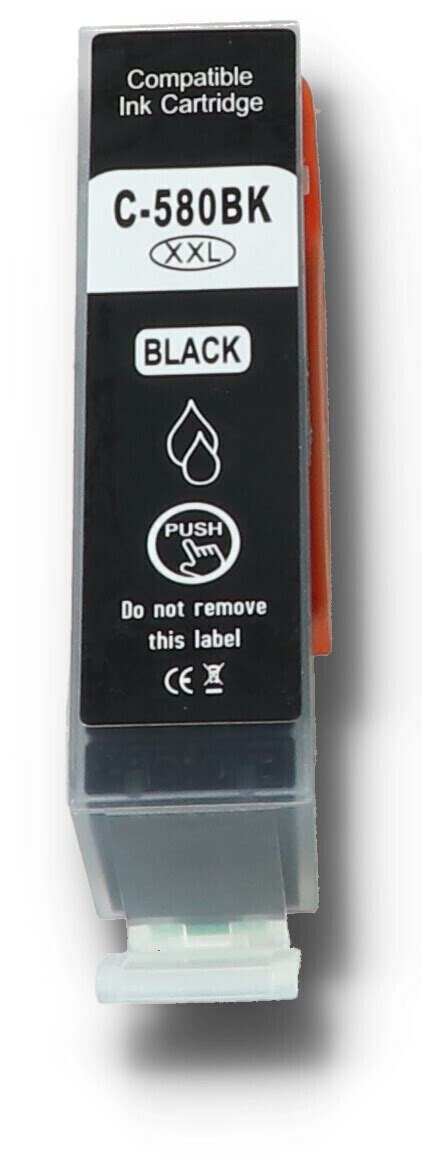 Compatible
Ink Cartridge
C-580BK
XXL
BLACK
PUSH
Do not remove
this label
CE